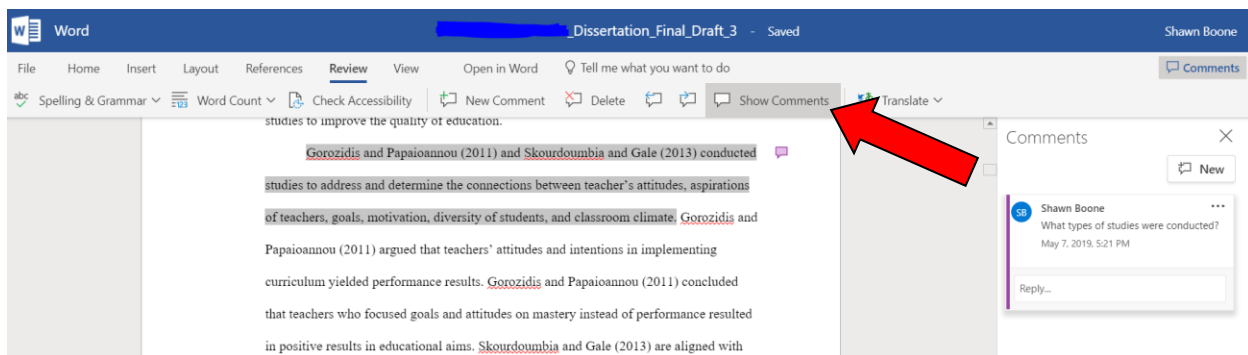 Word
_Dissertation_Final_Draft_3 - Saved
Shawn Boone
File Home Insert Layout References Review View Open in Word Tell me what you want to do
Comments
abc Spelling & Grammar 123 Word Count Check Accessibility New Comment Delete Show Comments Translate
studies to improve the quality of education.
Gorozidis and Papaioannou (2011) and Skourdoumbia and Gale (2013) conducted
studies to address and determine the connections between teacher's attitudes, aspirations
of teachers, goals, motivation, diversity of students, and classroom climate. Gorozidis and
Papaioannou (2011) argued that teachers' attitudes and intentions in implementing
curriculum yielded performance results. Gorozidis and Papaioannou (2011) concluded
that teachers who focused goals and attitudes on mastery instead of performance resulted
in positive results in educational aims. Skourdoumbia and Gale (2013) are aligned with
Comments
New
SB Shawn Boone
What types of studies were conducted?
May 7, 2019, 5:21 PM
Reply...